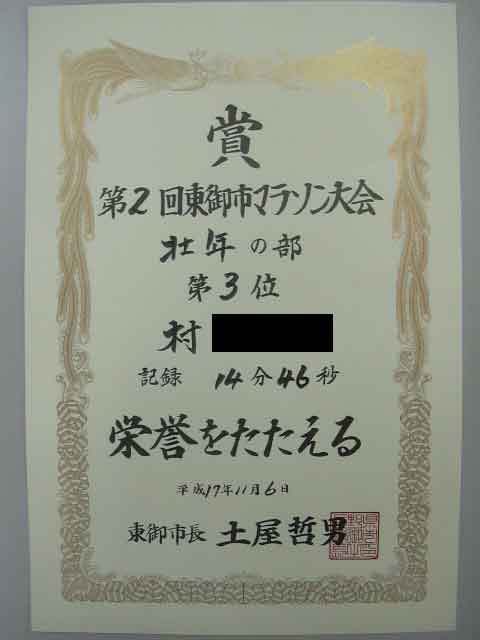 賞
第2回東御市マラソン大会
壮年の部
第3位
村
記録 14分46秒
栄誉をたたえる
平成17年11月6日
東御市長 土屋哲男